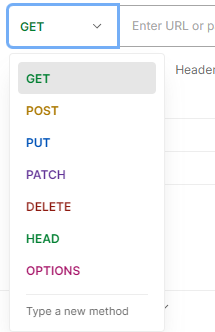 GET Enter URL or p
GET
Header
POST
PUT
PATCH
DELETE
HEAD
OPTIONS
Type a new method